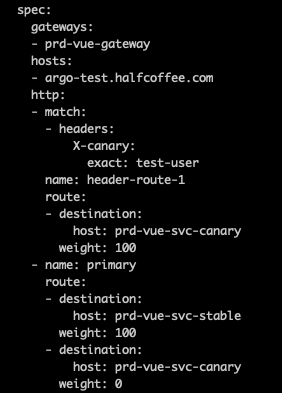 spec:
  gateways:
  - prd-vue-gateway
  hosts:
  - argo-test.halfcoffee.com
  http:
  - match:
    - headers:
        X-canary:
          exact: test-user
    name: header-route-1
    route:
    - destination:
        host: prd-vue-svc-canary
      weight: 100
  - name: primary
    route:
    - destination:
        host: prd-vue-svc-stable
      weight: 100
    - destination:
        host: prd-vue-svc-canary
      weight: 0